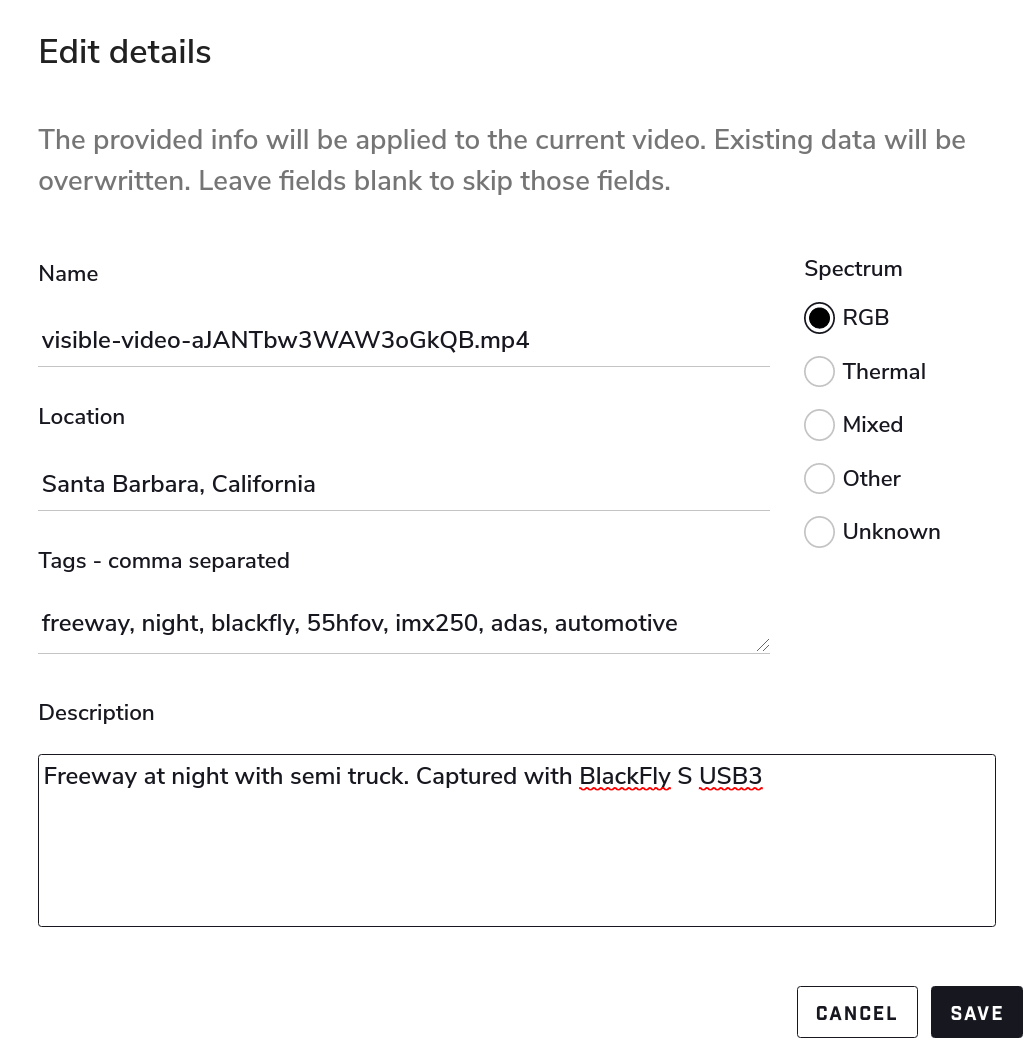 Edit details
The provided info will be applied to the current video. Existing data will be
overwritten. Leave fields blank to skip those fields.
Name
visible-video-aJANTbw3WAW3oGkQB.mp4
Location
Santa Barbara, California
Tags - comma separated
freeway, night, blackfly, 55hfov, imx250, adas, automotive
Spectrum
RGB
Thermal
Mixed
Other
Unknown
Description
Freeway at night with semi truck. Captured with BlackFly S USB3
CANCEL
SAVE